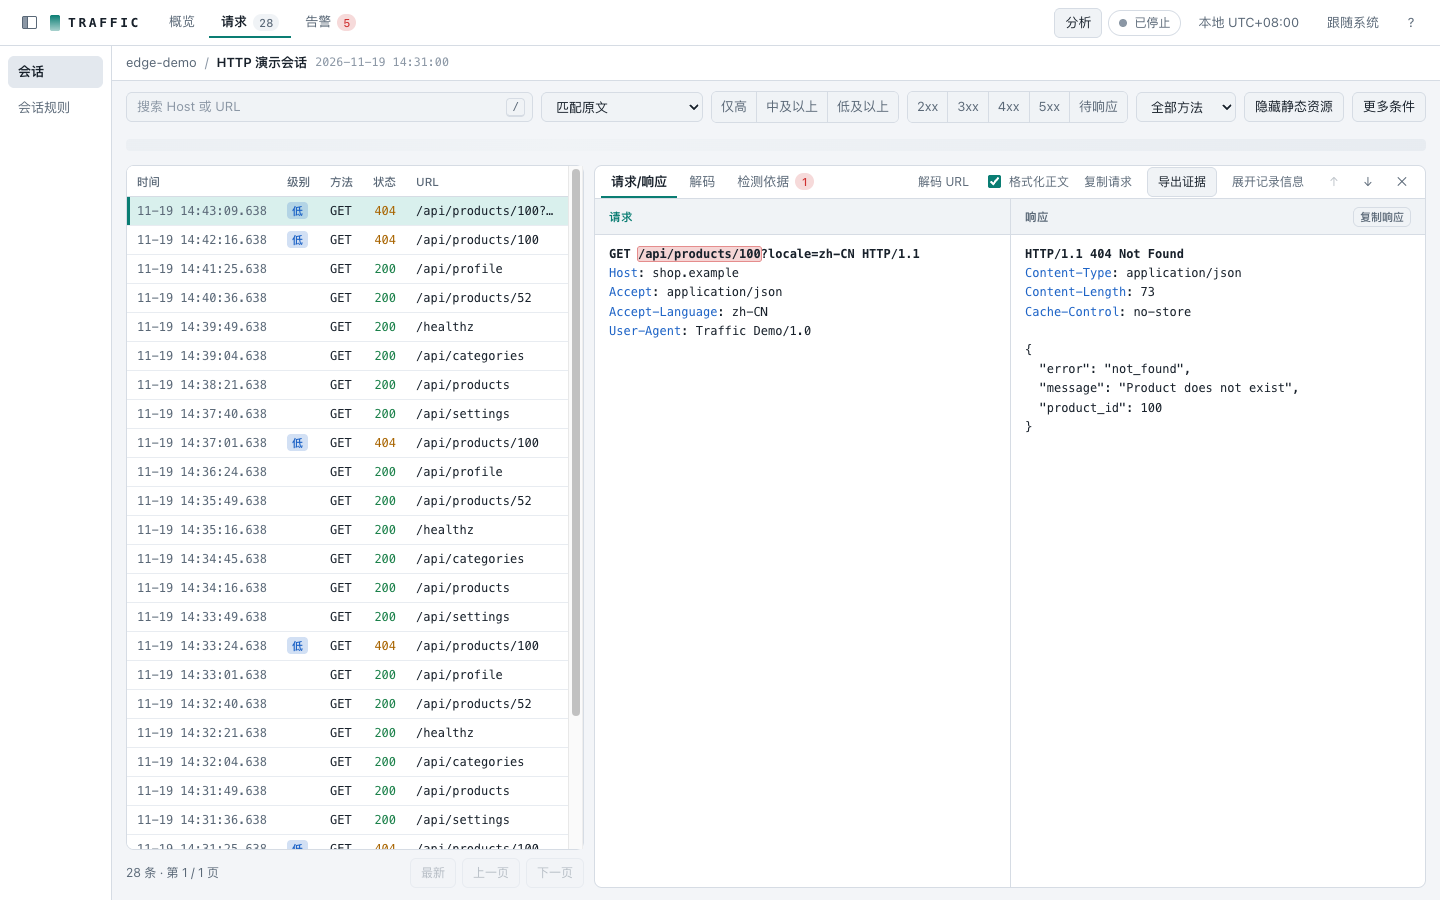 TRAFFIC 概览 请求 28 告警 5 分析 已停止 本地 UTC+08:00 跟随系统 ?
会话
会话规则
edge-demo / HTTP 演示会话 2026-11-19 14:31:00
搜索 Host 或 URL / 匹配原文 仅高 中及以上 低及以上 2xx 3xx 4xx 5xx 待响应 全部方法 隐藏静态资源 更多条件
时间 级别 方法 状态 URL
11-19 14:43:09.638 低 GET 404 /api/products/100?…
11-19 14:42:16.638 低 GET 404 /api/products/100
11-19 14:41:25.638 GET 200 /api/profile
11-19 14:40:36.638 GET 200 /api/products/52
11-19 14:39:49.638 GET 200 /healthz
11-19 14:39:04.638 GET 200 /api/categories
11-19 14:38:21.638 GET 200 /api/products
11-19 14:37:40.638 GET 200 /api/settings
11-19 14:37:01.638 低 GET 404 /api/products/100
11-19 14:36:24.638 GET 200 /api/profile
11-19 14:35:49.638 GET 200 /api/products/52
11-19 14:35:16.638 GET 200 /healthz
11-19 14:34:45.638 GET 200 /api/categories
11-19 14:34:16.638 GET 200 /api/products
11-19 14:33:49.638 GET 200 /api/settings
11-19 14:33:24.638 低 GET 404 /api/products/100
11-19 14:33:01.638 GET 200 /api/profile
11-19 14:32:40.638 GET 200 /api/products/52
11-19 14:32:21.638 GET 200 /healthz
11-19 14:32:04.638 GET 200 /api/categories
11-19 14:31:49.638 GET 200 /api/products
11-19 14:31:36.638 GET 200 /api/settings
11-19 14:31:25.638 低 GET 404 /api/products/100
28 条 · 第 1 / 1 页 最新 上一页 下一页
请求/响应 解码 检测依据 1 解码 URL 格式化正文 复制请求 导出证据 展开记录信息 ↑ ↓ ×
请求
GET /api/products/100?locale=zh-CN HTTP/1.1
Host: shop.example
Accept: application/json
Accept-Language: zh-CN
User-Agent: Traffic Demo/1.0
响应 复制响应
HTTP/1.1 404 Not Found
Content-Type: application/json
Content-Length: 73
Cache-Control: no-store
{
"error": "not_found",
"message": "Product does not exist",
"product_id": 100
}